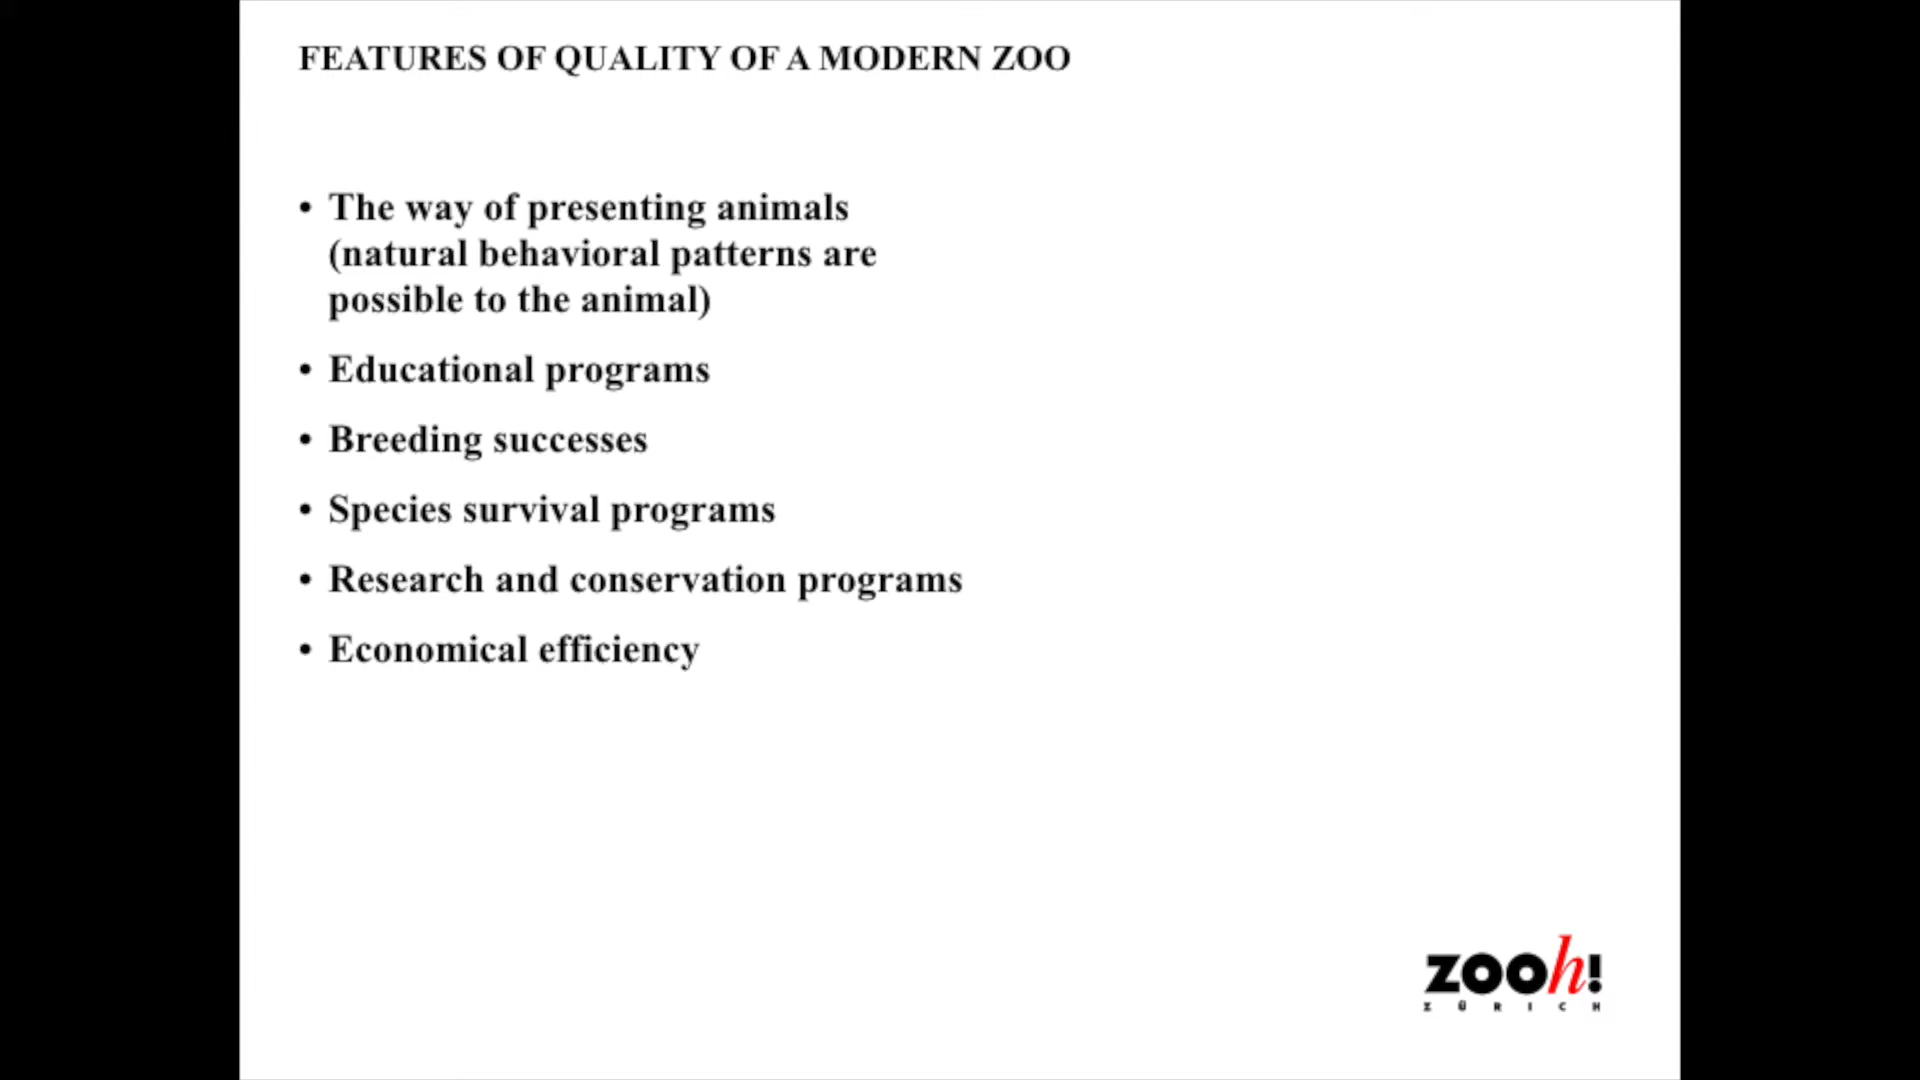 FEATURES OF QUALITY OF A MODERN ZOO
• The way of presenting animals
(natural behavioral patterns are
possible to the animal)
• Educational programs
• Breeding successes
• Species survival programs
• Research and conservation programs
• Economical efficiency
zooh!
ZÜRICH